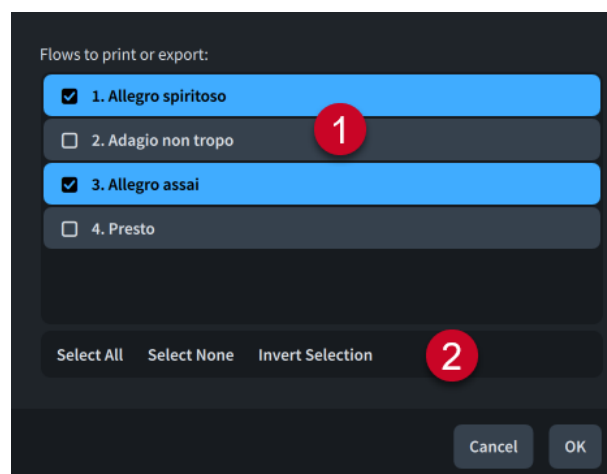 Flows to print or export:
1. Allegro spiritoso
1
2. Adagio non tropo
3. Allegro assai
4. Presto
Select All Select None Invert Selection
2
Cancel OK